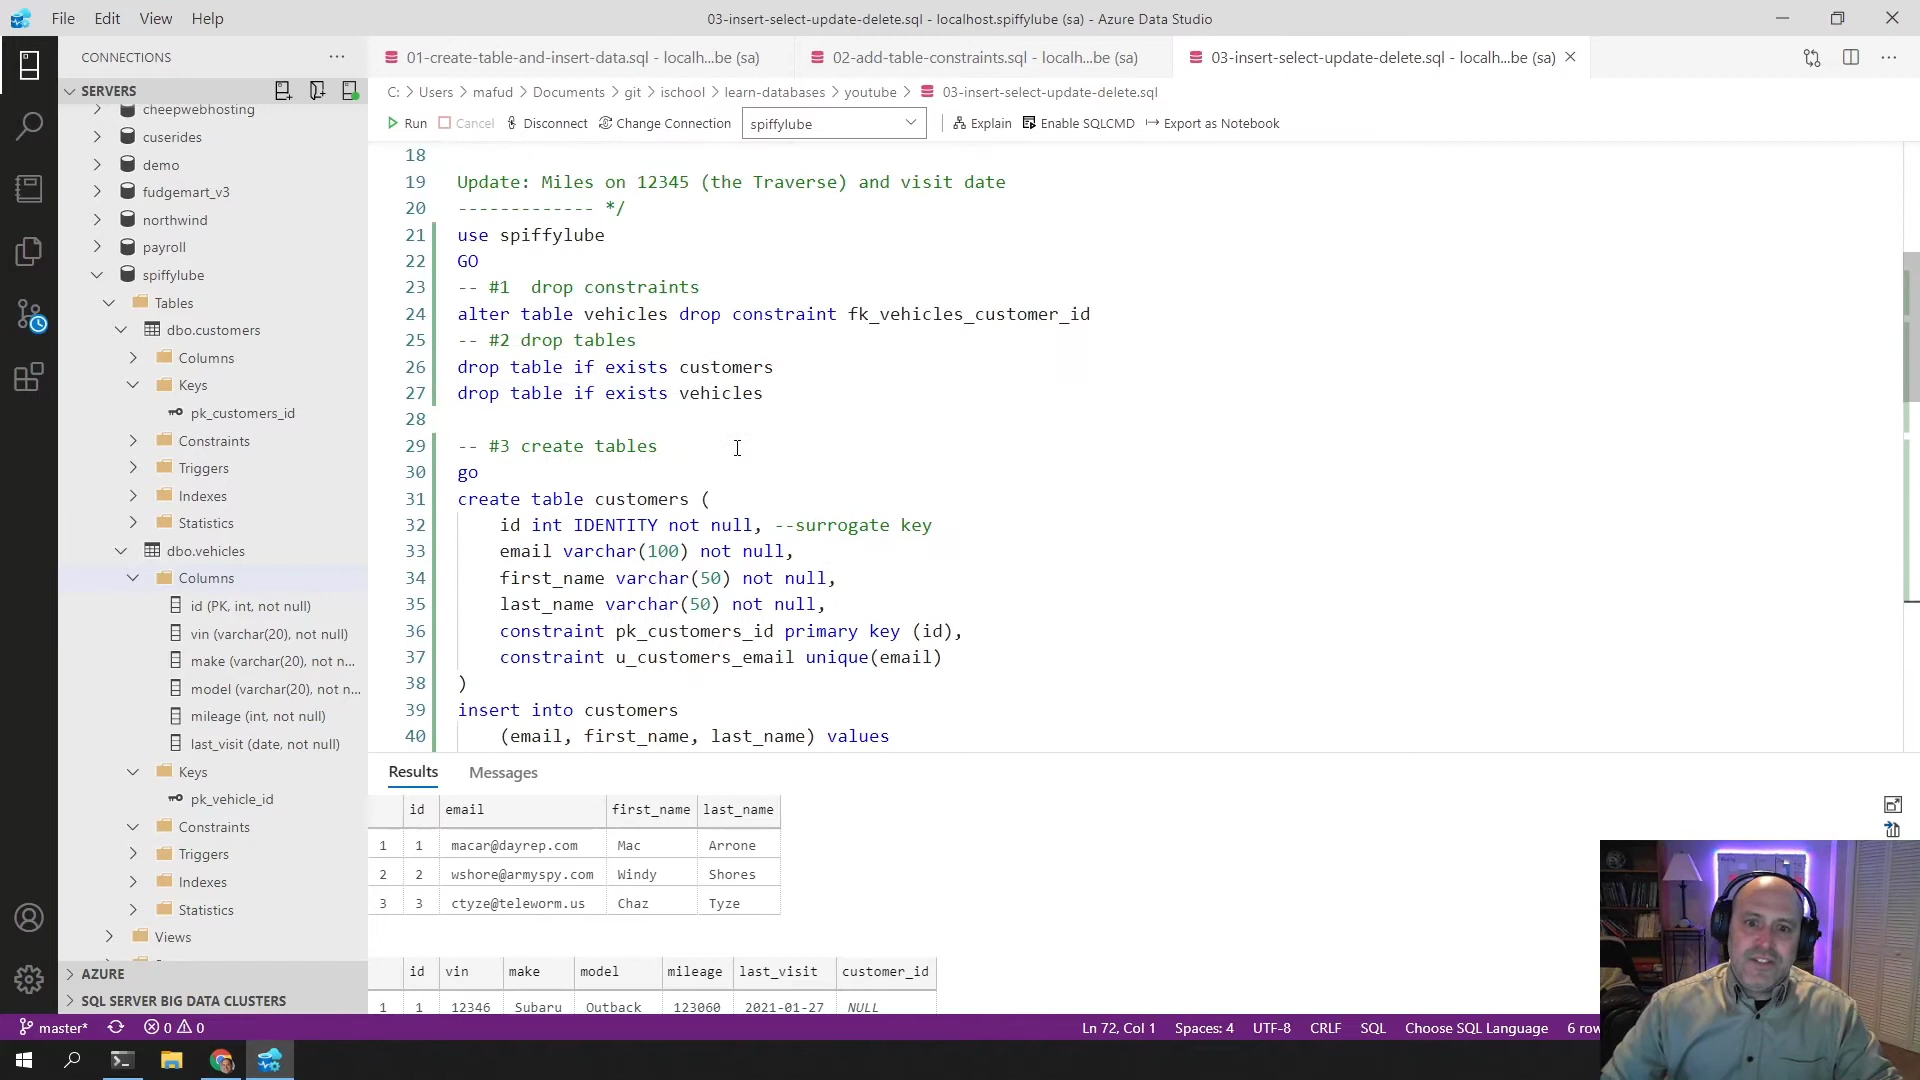 File Edit View Help
03-insert-select-update-delete.sql - localhost.spiffylube (sa) - Azure Data Studio
CONNECTIONS
01-create-table-and-insert-data.sql - localh...be (sa)
02-add-table-constraints.sql - localh...be (sa)
03-insert-select-update-delete.sql - localh...be (sa)
SERVERS
C: > Users > mafud > Documents > git > ischool > learn-databases > youtube > 03-insert-select-update-delete.sql
Run Cancel Disconnect Change Connection spiffylube Explain Enable SQLCMD Export as Notebook
cheepwebhosting
cuserides
demo
fudgemart_v3
northwind
payroll
spiffylube
Tables
dbo.customers
Columns
Keys
pk_customers_id
Constraints
Triggers
Indexes
Statistics
dbo.vehicles
Columns
id (PK, int, not null)
vin (varchar(20), not null)
make (varchar(20), not n...
model (varchar(20), not n...
mileage (int, not null)
last_visit (date, not null)
Keys
pk_vehicle_id
Constraints
Triggers
Indexes
Statistics
Views
AZURE
SQL SERVER BIG DATA CLUSTERS
18
19 Update: Miles on 12345 (the Traverse) and visit date
20 ------------- */
21 use spiffylube
22 GO
23 -- #1  drop constraints
24 alter table vehicles drop constraint fk_vehicles_customer_id
25 -- #2 drop tables
26 drop table if exists customers
27 drop table if exists vehicles
28
29 -- #3 create tables
30 go
31 create table customers (
32 id int IDENTITY not null, --surrogate key
33 email varchar(100) not null,
34 first_name varchar(50) not null,
35 last_name varchar(50) not null,
36 constraint pk_customers_id primary key (id),
37 constraint u_customers_email unique(email)
38 )
39 insert into customers
40 (email, first_name, last_name) values
Results Messages
id email first_name last_name
1 1 macar@dayrep.com Mac Arrone
2 2 wshore@armyspy.com Windy Shores
3 3 ctyze@teleworm.us Chaz Tyze
id vin make model mileage last_visit customer_id
1 1 12346 Subaru Outback 123060 2021-01-27 NULL
master* 0 0 Ln 72, Col 1 Spaces: 4 UTF-8 CRLF SQL Choose SQL Language 6 row